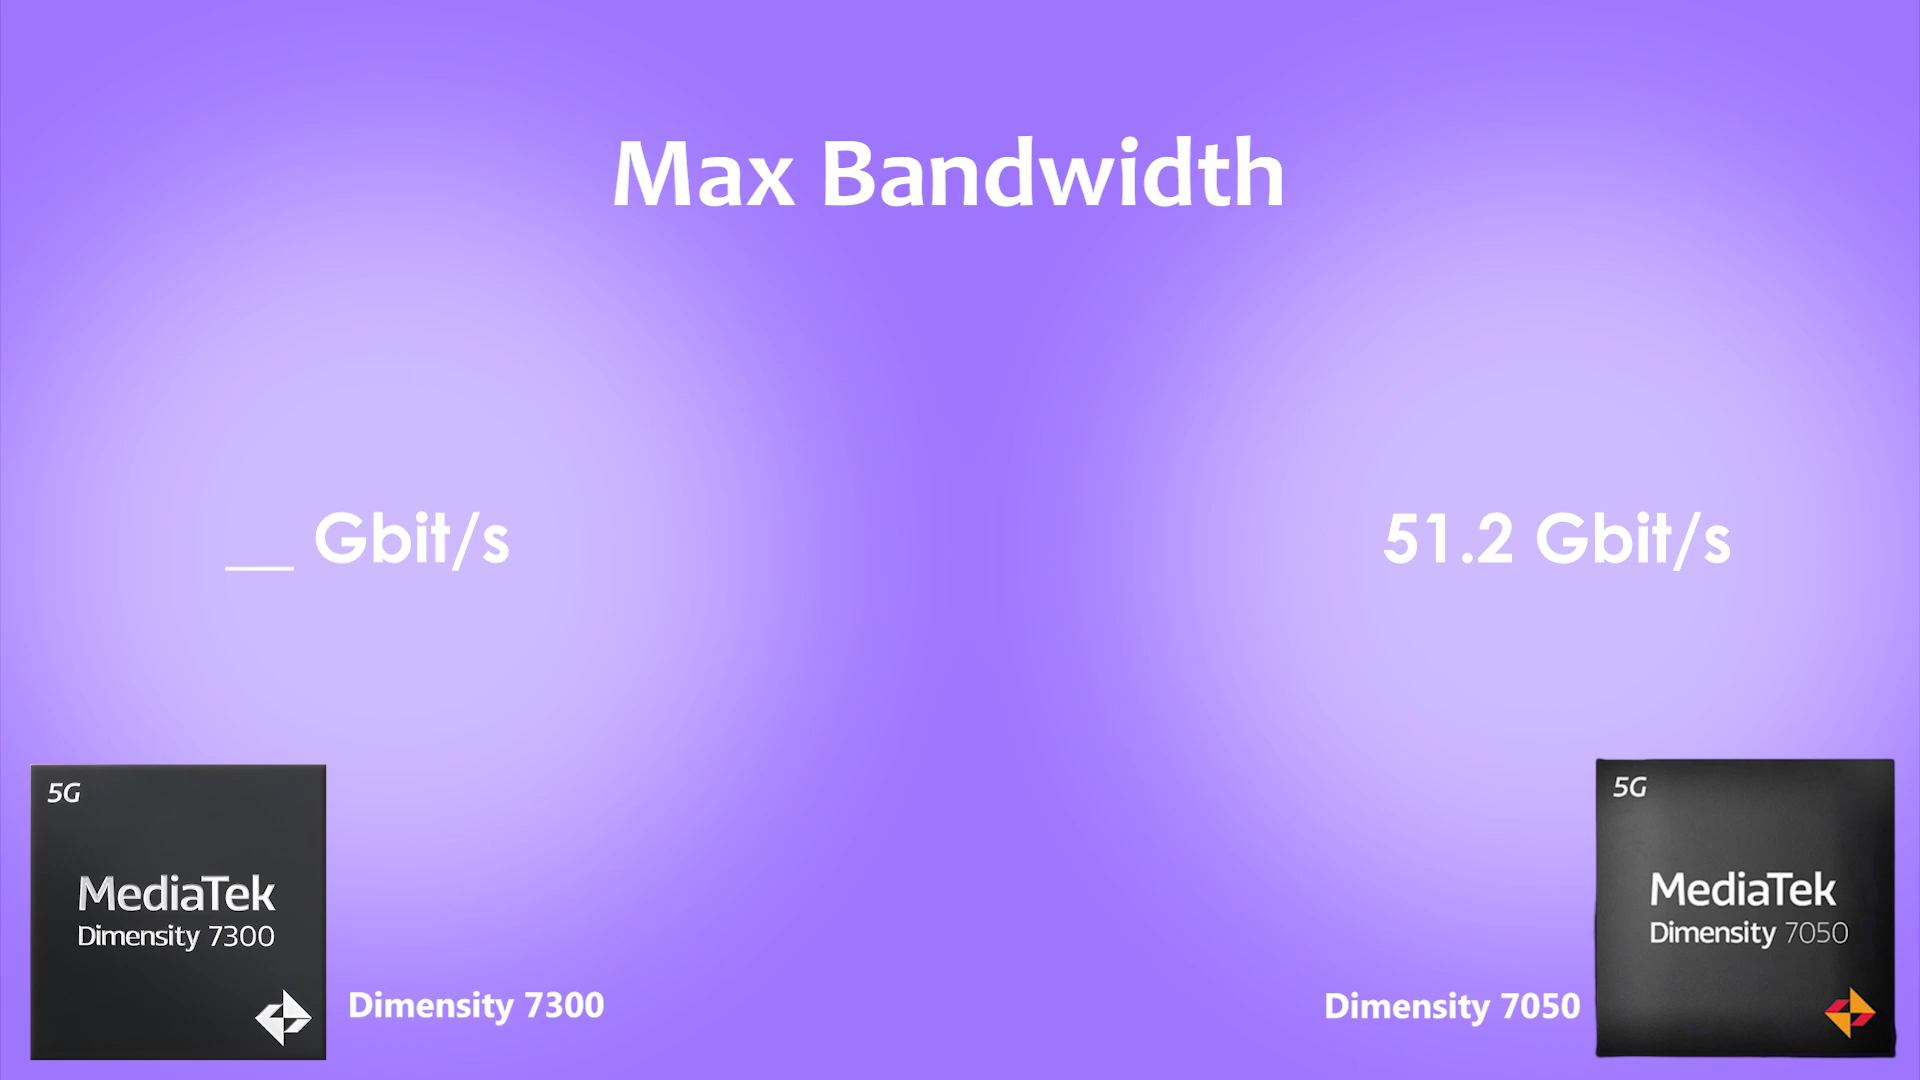 Max Bandwidth
__ Gbit/s
51.2 Gbit/s
5G
MediaTek
Dimensity 7300
Dimensity 7300
Dimensity 7050
5G
MediaTek
Dimensity 7050